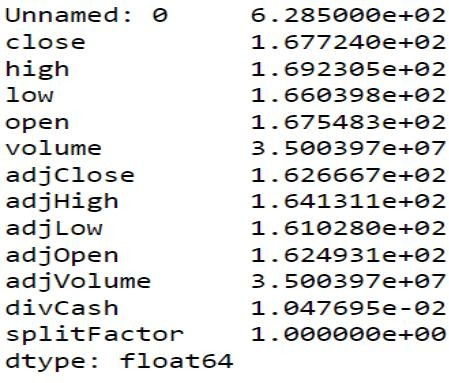 Unnamed: 0      6.285000e+02
close           1.677240e+02
high            1.692305e+02
low             1.660398e+02
open            1.675483e+02
volume          3.500397e+07
adjClose        1.626667e+02
adjHigh         1.641311e+02
adjLow          1.610280e+02
adjOpen         1.624931e+02
adjVolume       3.500397e+07
divCash         1.047695e-02
splitFactor     1.000000e+00
dtype: float64